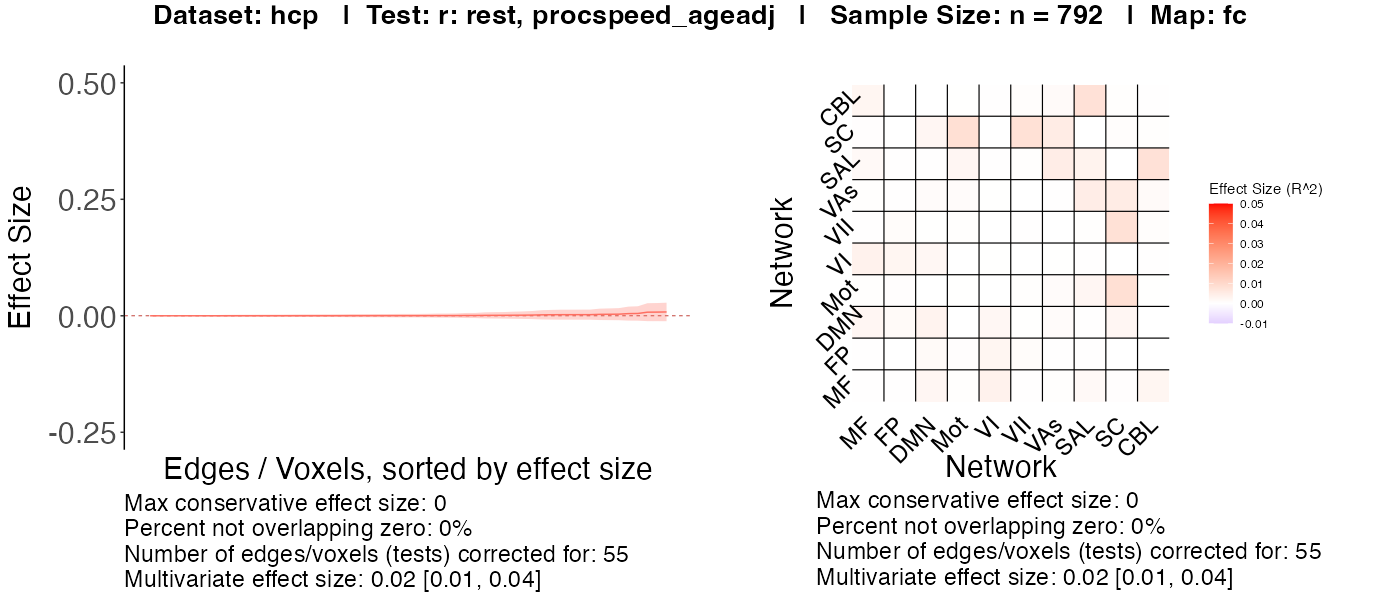 Dataset: hcp | Test: r: rest, procspeed_ageadj | Sample Size: n = 792 | Map: fc
Effect Size
0.50
0.25
0.00
-0.25
Edges / Voxels, sorted by effect size
Max conservative effect size: 0
Percent not overlapping zero: 0%
Number of edges/voxels (tests) corrected for: 55
Multivariate effect size: 0.02 [0.01, 0.04]
Network
CBL
SC
SAL
VAs
VII
VI
Mot
DMN
FP
MF
MF
FP
DMN
Mot
VI
VII
VAs
SAL
SC
CBL
Network
Effect Size (R^2)
0.05
0.04
0.03
0.02
0.01
0.00
-0.01
Max conservative effect size: 0
Percent not overlapping zero: 0%
Number of edges/voxels (tests) corrected for: 55
Multivariate effect size: 0.02 [0.01, 0.04]